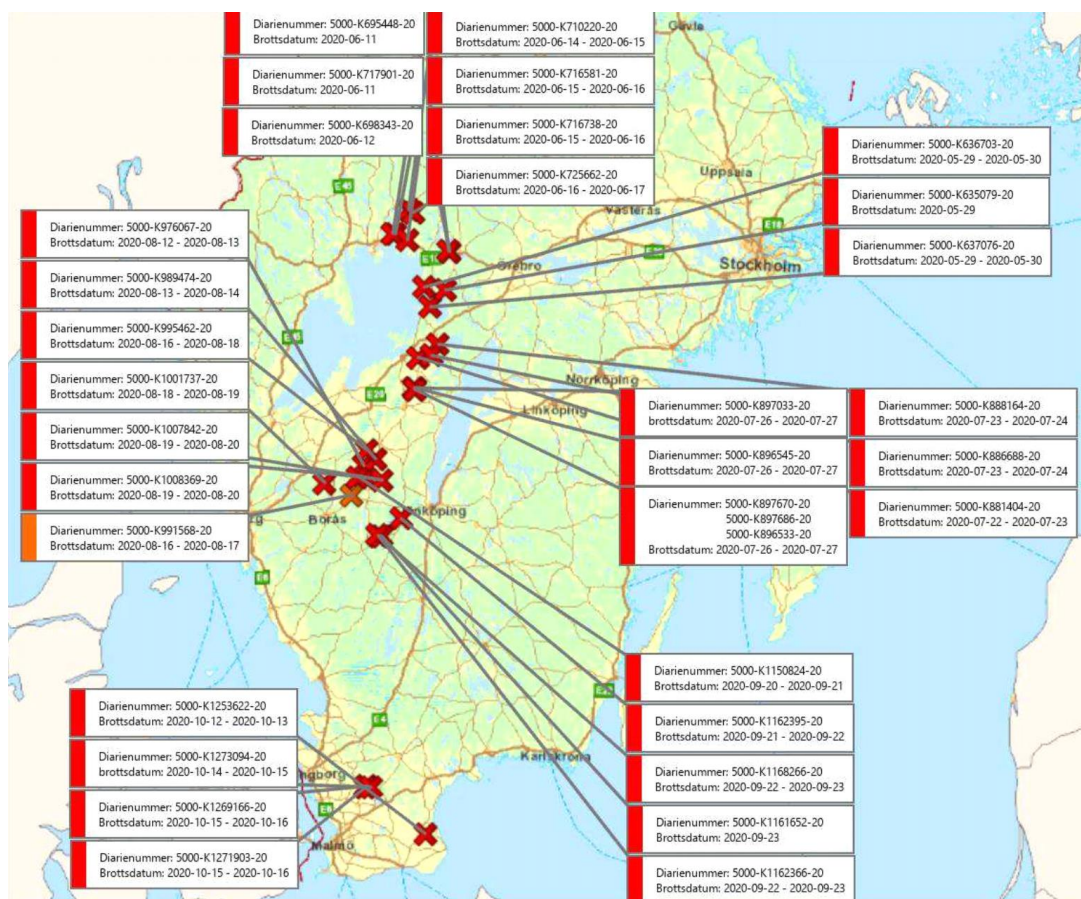 Diarienummer: 5000-K695448-20
Brottsdatum: 2020-06-11
Diarienummer: 5000-K717901-20
Brottsdatum: 2020-06-11
Diarienummer: 5000-K698343-20
Brottsdatum: 2020-06-12
Diarienummer: 5000-K710220-20
Brottsdatum: 2020-06-14 - 2020-06-15
Diarienummer: 5000-K716581-20
Brottsdatum: 2020-06-15 - 2020-06-16
Diarienummer: 5000-K716738-20
Brottsdatum: 2020-06-15 - 2020-06-16
Diarienummer: 5000-K725662-20
Brottsdatum: 2020-06-16 - 2020-06-17
Gävle
Diarienummer: 5000-K636703-20
Brottsdatum: 2020-05-29 - 2020-05-30
Diarienummer: 5000-K635079-20
Brottsdatum: 2020-05-29
Diarienummer: 5000-K637076-20
Brottsdatum: 2020-05-29 - 2020-05-30
E45
Uppsala
Västerås
E18
Örebro
Stockholm
Diarienummer: 5000-K976067-20
Brottsdatum: 2020-08-12 - 2020-08-13
Diarienummer: 5000-K989474-20
Brottsdatum: 2020-08-13 - 2020-08-14
Diarienummer: 5000-K995462-20
Brottsdatum: 2020-08-16 - 2020-08-18
Diarienummer: 5000-K1001737-20
Brottsdatum: 2020-08-18 - 2020-08-19
Diarienummer: 5000-K1007842-20
Brottsdatum: 2020-08-19 - 2020-08-20
Diarienummer: 5000-K1008369-20
Brottsdatum: 2020-08-19 - 2020-08-20
Diarienummer: 5000-K991568-20
Brottsdatum: 2020-08-16 - 2020-08-17
E20
Norrköping
Linköping
Jönköping
Borås
E6
Diarienummer: 5000-K897033-20
Brottsdatum: 2020-07-26 - 2020-07-27
Diarienummer: 5000-K896545-20
Brottsdatum: 2020-07-26 - 2020-07-27
Diarienummer: 5000-K897670-20
5000-K897686-20
5000-K896533-20
Brottsdatum: 2020-07-26 - 2020-07-27
Diarienummer: 5000-K888164-20
Brottsdatum: 2020-07-23 - 2020-07-24
Diarienummer: 5000-K886688-20
Brottsdatum: 2020-07-23 - 2020-07-24
Diarienummer: 5000-K881404-20
Brottsdatum: 2020-07-22 - 2020-07-23
Diarienummer: 5000-K1150824-20
Brottsdatum: 2020-09-20 - 2020-09-21
Diarienummer: 5000-K1162395-20
Brottsdatum: 2020-09-21 - 2020-09-22
Diarienummer: 5000-K1168266-20
Brottsdatum: 2020-09-22 - 2020-09-23
Diarienummer: 5000-K1161652-20
Brottsdatum: 2020-09-23
Diarienummer: 5000-K1162366-20
Brottsdatum: 2020-09-22 - 2020-09-23
E4
Karlskrona
ngborg
E6
Malmö
Diarienummer: 5000-K1253622-20
Brottsdatum: 2020-10-12 - 2020-10-13
Diarienummer: 5000-K1273094-20
Brottsdatum: 2020-10-14 - 2020-10-15
Diarienummer: 5000-K1269166-20
Brottsdatum: 2020-10-15 - 2020-10-16
Diarienummer: 5000-K1271903-20
Brottsdatum: 2020-10-15 - 2020-10-16